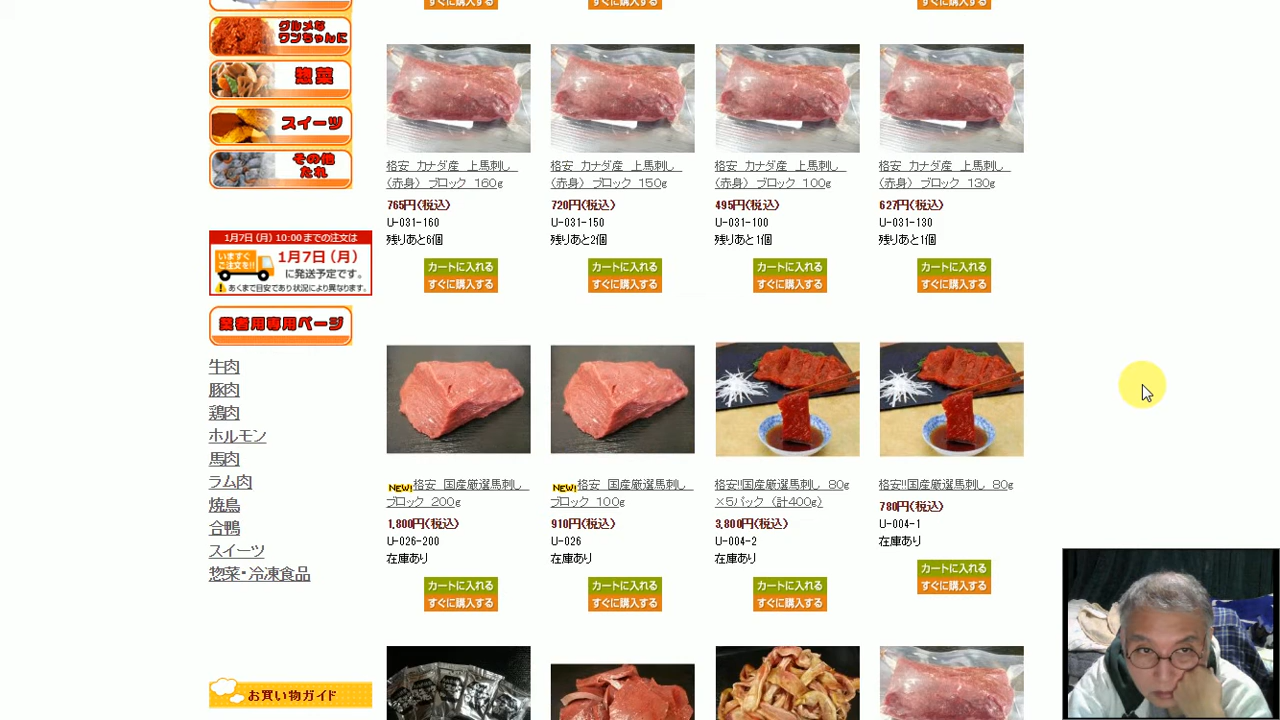 すぐに購入する
すぐに購入する
すぐに購入する
グルメな
ワンちゃんに
惣菜
スイーツ
その他
たれ
1月7日(月) 10:00までの注文は
いますぐ
ご注文を!!
1月7日(月)
に発送予定です。
あくまで目安であり状況により異なります。
業者用専用ページ
牛肉
豚肉
鶏肉
ホルモン
馬肉
ラム肉
焼鳥
合鴨
スイーツ
惣菜・冷凍食品
お買い物ガイド
格安 カナダ産 上馬刺し
(赤身) ブロック 160g
765円(税込)
U-031-160
残りあと6個
カートに入れる
すぐに購入する
格安 カナダ産 上馬刺し
(赤身) ブロック 150g
720円(税込)
U-031-150
残りあと2個
カートに入れる
すぐに購入する
格安 カナダ産 上馬刺し
(赤身) ブロック 100g
495円(税込)
U-031-100
残りあと1個
カートに入れる
すぐに購入する
格安 カナダ産 上馬刺し
(赤身) ブロック 130g
627円(税込)
U-031-130
残りあと1個
カートに入れる
すぐに購入する
NEW!格安 国産厳選馬刺し
ブロック 200g
1,800円(税込)
U-026-200
在庫あり
カートに入れる
すぐに購入する
NEW!格安 国産厳選馬刺し
ブロック 100g
910円(税込)
U-026
在庫あり
カートに入れる
すぐに購入する
格安!!国産厳選馬刺し 80g
×5パック (計400g)
3,800円(税込)
U-004-2
在庫あり
カートに入れる
すぐに購入する
格安!!国産厳選馬刺し 80g
780円(税込)
U-004-1
在庫あり
カートに入れる
すぐに購入する